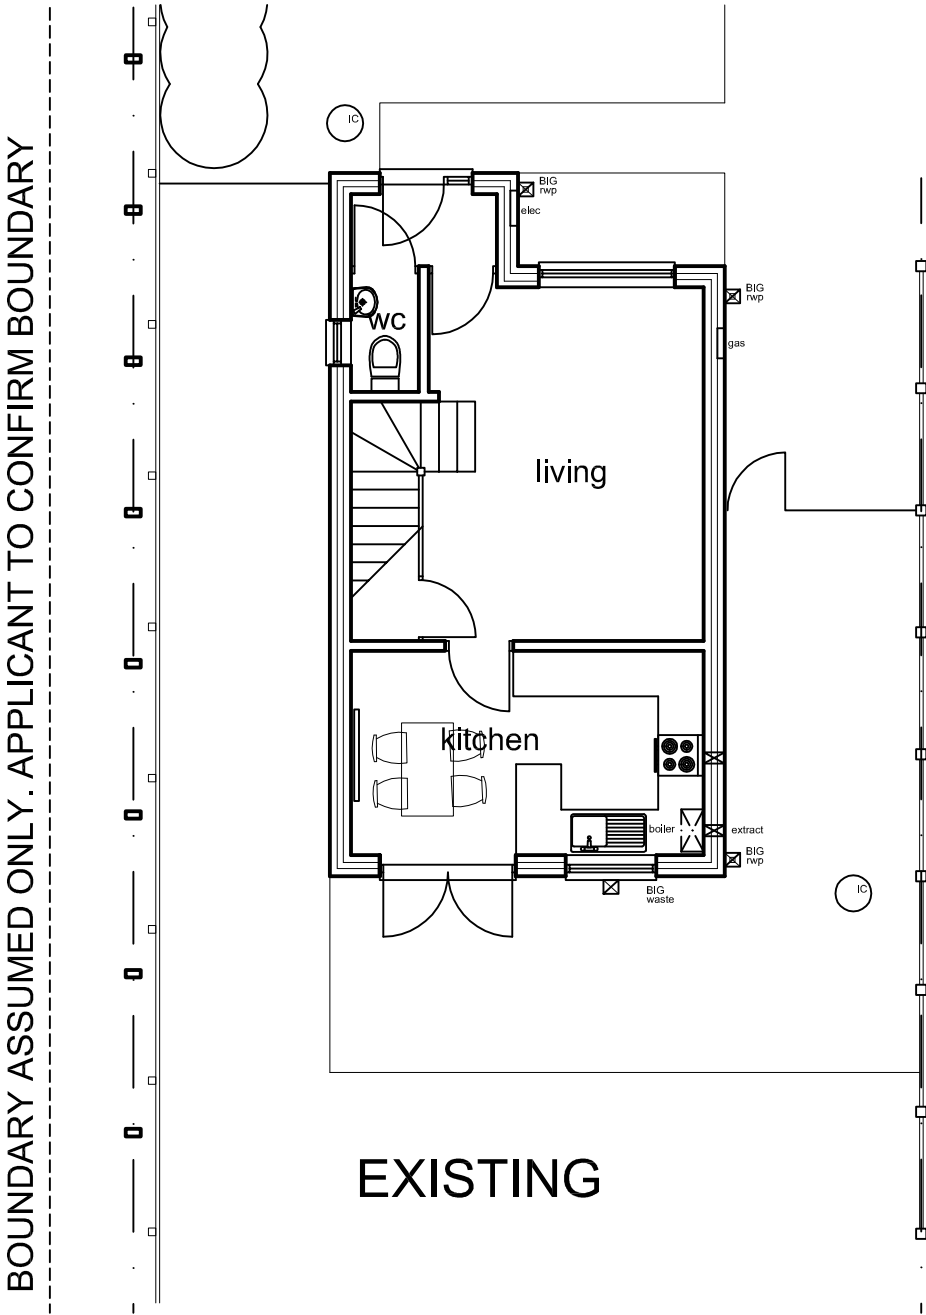 BOUNDARY ASSUMED ONLY. APPLICANT TO CONFIRM BOUNDARY
IC
BIG
rwp
elec
BIG
rwp
wc
gas
living
kitchen
boiler
extract
BIG
rwp
BIG
waste
IC
EXISTING